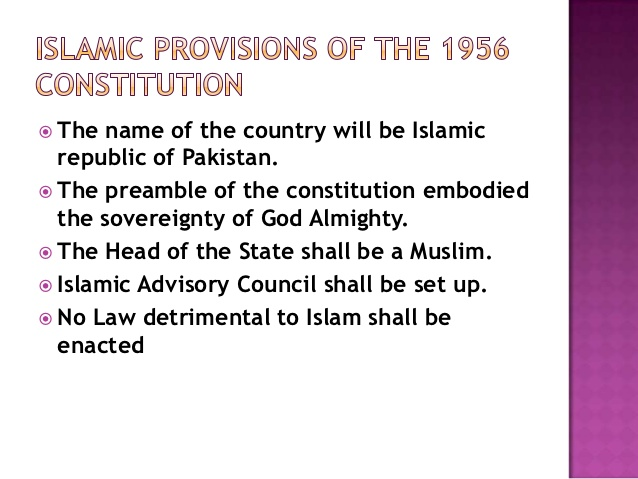 ISLAMIC PROVISIONS OF THE 1956
CONSTITUTION
The name of the country will be Islamic
republic of Pakistan.
The preamble of the constitution embodied
the sovereignty of God Almighty.
The Head of the State shall be a Muslim.
Islamic Advisory Council shall be set up.
No Law detrimental to Islam shall be
enacted